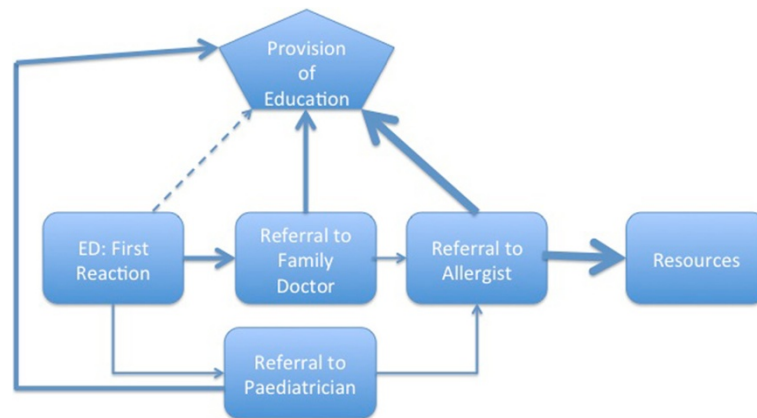 Provision
of
Education
ED: First
Reaction
Referral to
Family
Doctor
Referral to
Allergist
Resources
Referral to
Paediatrician